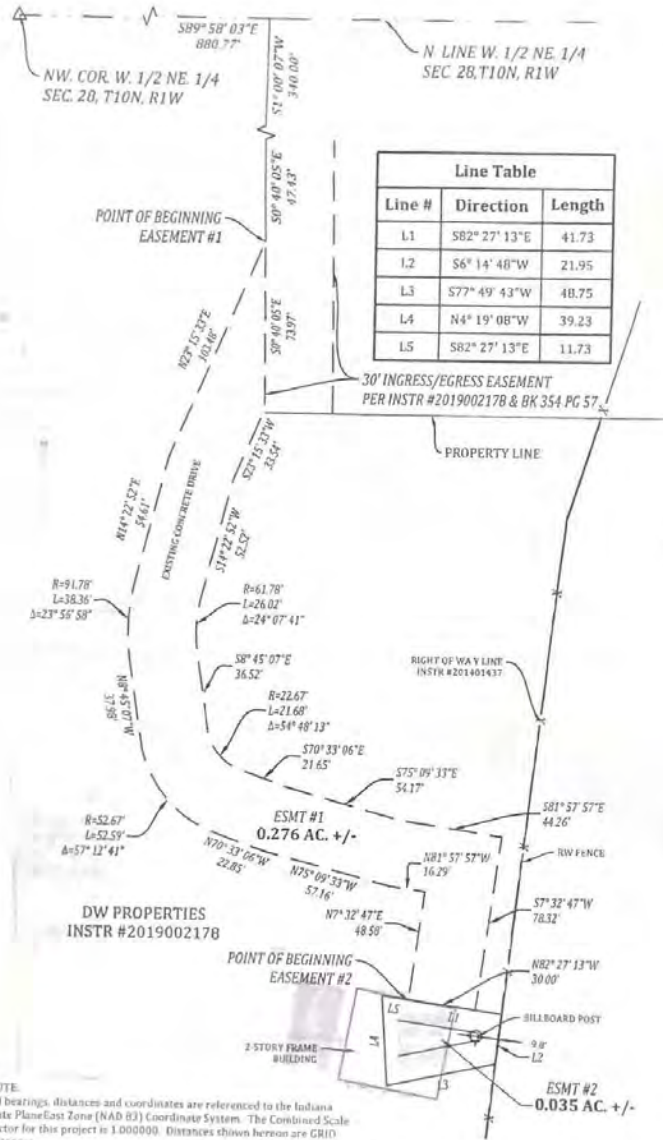 S89° 58' 03"E
880.77'
N LINE W. 1/2 NE. 1/4
SEC. 28,T10N, R1W
NW. COR. W. 1/2 NE. 1/4
SEC. 28, T10N, R1W
340.00'
S0° 40' 05"E
47.43'
POINT OF BEGINNING
EASEMENT #1
Line Table
Line # Direction Length
L1 S82° 27' 13"E 41.73
L2 S6° 14' 48"W 21.95
L3 S77° 49' 43"W 48.75
L4 N4° 19' 08"W 39.23
L5 S82° 27' 13"E 11.73
S0° 40' 05"E
73.97'
N23° 15' 33"E
103.48'
30' INGRESS/EGRESS EASEMENT
PER INSTR #201900217B & BK 354 PG 57
PROPERTY LINE
S23° 15' 33"W
33.54'
N14° 22' 52"E
54.61'
EXISTING CONCRETE DRIVE
S14° 22' 52"W
52.52'
R=91.78'
L=38.36'
Δ=23° 56' 58"
R=61.78'
L=26.02'
Δ=24° 07' 41"
S8° 45' 07"E
36.52'
RIGHT OF WAY LINE
INSTR #201401437
N8° 45' 07"W
37.98'
R=22.67'
L=21.68'
Δ=54° 48' 13"
S70° 33' 06"E
21.65'
S75° 09' 33"E
54.17'
S81° 57' 57"E
44.26'
R=52.67'
L=52.59'
Δ=57° 12' 41"
ESMT #1
0.276 AC. +/-
RW FENCE
N70° 33' 06"W
22.85'
N75° 09' 33"W
57.16'
N81° 57' 57"W
16.29'
S7° 32' 47"W
78.32'
N7° 32' 47"E
48.58'
DW PROPERTIES
INSTR #201900217B
POINT OF BEGINNING
EASEMENT #2
N82° 27' 13"W
30.00'
L5
L1
BILLBOARD POST
L4
2-STORY FRAME
BUILDING
9.8'
L2
L3
ESMT #2
0.035 AC. +/-
bearings, distances and coordinates are referenced to the Indiana
Plane East Zone (NAD 83) Coordinate System. The Combined Scale
for this project is 1.000000. Distances shown hereon are GRID